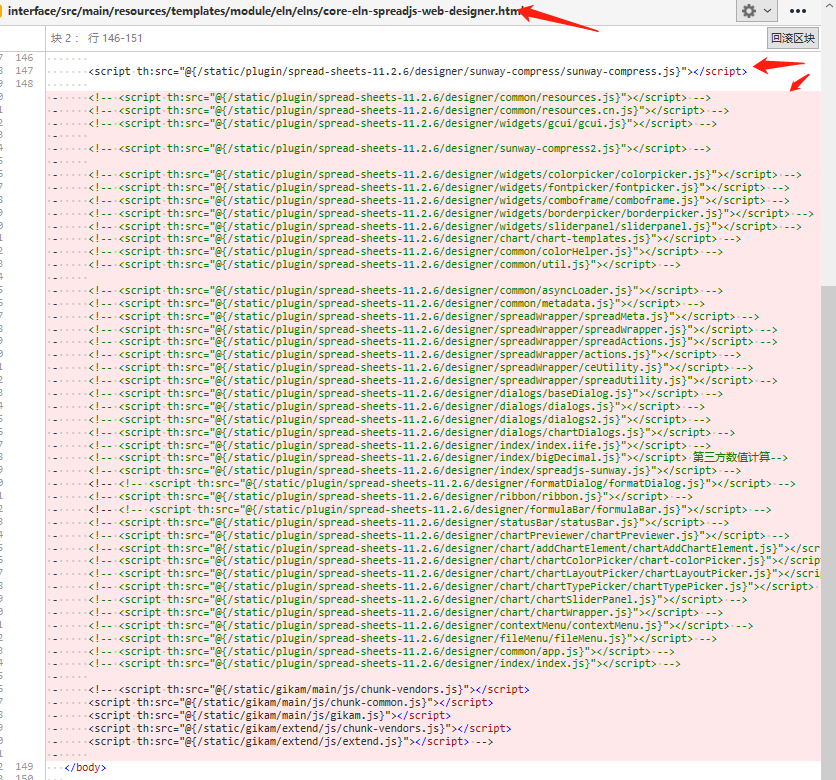 interface/src/main/resources/templates/module/eln/elns/core-eln-spreadjs-web-designer.html
块 2： 行 146-151
回滚区块
146
147 <script th:src="@{/static/plugin/spread-sheets-11.2.6/designer/sunway-compress/sunway-compress.js}"></script>
148
- <!-- <script th:src="@{/static/plugin/spread-sheets-11.2.6/designer/common/resources.js}"></script> -->
- <!-- <script th:src="@{/static/plugin/spread-sheets-11.2.6/designer/common/resources.cn.js}"></script> -->
- <!-- <script th:src="@{/static/plugin/spread-sheets-11.2.6/designer/widgets/gcui/gcui.js}"></script> -->
-
- <!-- <script th:src="@{/static/plugin/spread-sheets-11.2.6/designer/sunway-compress2.js}"></script> -->
-
- <!-- <script th:src="@{/static/plugin/spread-sheets-11.2.6/designer/widgets/colorpicker/colorpicker.js}"></script> -->
- <!-- <script th:src="@{/static/plugin/spread-sheets-11.2.6/designer/widgets/fontpicker/fontpicker.js}"></script> -->
- <!-- <script th:src="@{/static/plugin/spread-sheets-11.2.6/designer/widgets/comboframe/comboframe.js}"></script> -->
- <!-- <script th:src="@{/static/plugin/spread-sheets-11.2.6/designer/widgets/borderpicker/borderpicker.js}"></script> -->
- <!-- <script th:src="@{/static/plugin/spread-sheets-11.2.6/designer/widgets/sliderpanel/sliderpanel.js}"></script> -->
- <!-- <script th:src="@{/static/plugin/spread-sheets-11.2.6/designer/chart/chart-templates.js}"></script> -->
- <!-- <script th:src="@{/static/plugin/spread-sheets-11.2.6/designer/common/colorHelper.js}"></script> -->
- <!-- <script th:src="@{/static/plugin/spread-sheets-11.2.6/designer/common/util.js}"></script> -->
-
- <!-- <script th:src="@{/static/plugin/spread-sheets-11.2.6/designer/common/asyncLoader.js}"></script> -->
- <!-- <script th:src="@{/static/plugin/spread-sheets-11.2.6/designer/common/metadata.js}"></script> -->
- <!-- <script th:src="@{/static/plugin/spread-sheets-11.2.6/designer/spreadWrapper/spreadMeta.js}"></script> -->
- <!-- <script th:src="@{/static/plugin/spread-sheets-11.2.6/designer/spreadWrapper/spreadWrapper.js}"></script> -->
- <!-- <script th:src="@{/static/plugin/spread-sheets-11.2.6/designer/spreadWrapper/spreadActions.js}"></script> -->
- <!-- <script th:src="@{/static/plugin/spread-sheets-11.2.6/designer/spreadWrapper/actions.js}"></script> -->
- <!-- <script th:src="@{/static/plugin/spread-sheets-11.2.6/designer/spreadWrapper/ceUtility.js}"></script> -->
- <!-- <script th:src="@{/static/plugin/spread-sheets-11.2.6/designer/spreadWrapper/spreadUtility.js}"></script> -->
- <!-- <script th:src="@{/static/plugin/spread-sheets-11.2.6/designer/dialogs/baseDialog.js}"></script> -->
- <!-- <script th:src="@{/static/plugin/spread-sheets-11.2.6/designer/dialogs/dialogs.js}"></script> -->
- <!-- <script th:src="@{/static/plugin/spread-sheets-11.2.6/designer/dialogs/dialogs2.js}"></script> -->
- <!-- <script th:src="@{/static/plugin/spread-sheets-11.2.6/designer/dialogs/chartDialogs.js}"></script> -->
- <!-- <script th:src="@{/static/plugin/spread-sheets-11.2.6/designer/index/index.iife.js}"></script> -->
- <!-- <script th:src="@{/static/plugin/spread-sheets-11.2.6/designer/index/bigDecimal.js}"></script> 第三方数值计算-->
- <!-- <script th:src="@{/static/plugin/spread-sheets-11.2.6/designer/index/spreadjs-sunway.js}"></script> -->
- <!-- <!-- <script th:src="@{/static/plugin/spread-sheets-11.2.6/designer/formatDialog/formatDialog.js}"></script> -->
- <!-- <script th:src="@{/static/plugin/spread-sheets-11.2.6/designer/ribbon/ribbon.js}"></script> -->
- <!-- <!-- <script th:src="@{/static/plugin/spread-sheets-11.2.6/designer/formulaBar/formulaBar.js}"></script> -->
- <!-- <script th:src="@{/static/plugin/spread-sheets-11.2.6/designer/statusBar/statusBar.js}"></script> -->
- <!-- <script th:src="@{/static/plugin/spread-sheets-11.2.6/designer/chartPreviewer/chartPreviewer.js}"></script> -->
- <!-- <script th:src="@{/static/plugin/spread-sheets-11.2.6/designer/chart/addChartElement/chartAddChartElement.js}"></scr
- <!-- <script th:src="@{/static/plugin/spread-sheets-11.2.6/designer/chart/chartColorPicker/chart-colorPicker.js}"></script
- <!-- <script th:src="@{/static/plugin/spread-sheets-11.2.6/designer/chart/chartLayoutPicker/chartLayoutPicker.js}"></scri
- <!-- <script th:src="@{/static/plugin/spread-sheets-11.2.6/designer/chart/chartTypePicker/chartTypePicker.js}"></script>
- <!-- <script th:src="@{/static/plugin/spread-sheets-11.2.6/designer/chart/chartSliderPanel.js}"></script> -->
- <!-- <script th:src="@{/static/plugin/spread-sheets-11.2.6/designer/chart/chartWrapper.js}"></script> -->
- <!-- <script th:src="@{/static/plugin/spread-sheets-11.2.6/designer/contextMenu/contextMenu.js}"></script> -->
- <!-- <script th:src="@{/static/plugin/spread-sheets-11.2.6/designer/fileMenu/fileMenu.js}"></script> -->
- <!-- <script th:src="@{/static/plugin/spread-sheets-11.2.6/designer/common/app.js}"></script> -->
- <!-- <script th:src="@{/static/plugin/spread-sheets-11.2.6/designer/index/index.js}"></script> -->
-
- <!-- <script th:src="@{/static/gikam/main/js/chunk-vendors.js}"></script>
- <script th:src="@{/static/gikam/main/js/chunk-common.js}"></script>
- <script th:src="@{/static/gikam/main/js/gikam.js}"></script>
- <script th:src="@{/static/gikam/extend/js/chunk-vendors.js}"></script>
- <script th:src="@{/static/gikam/extend/js/extend.js}"></script> -->
-
149 </body>
150